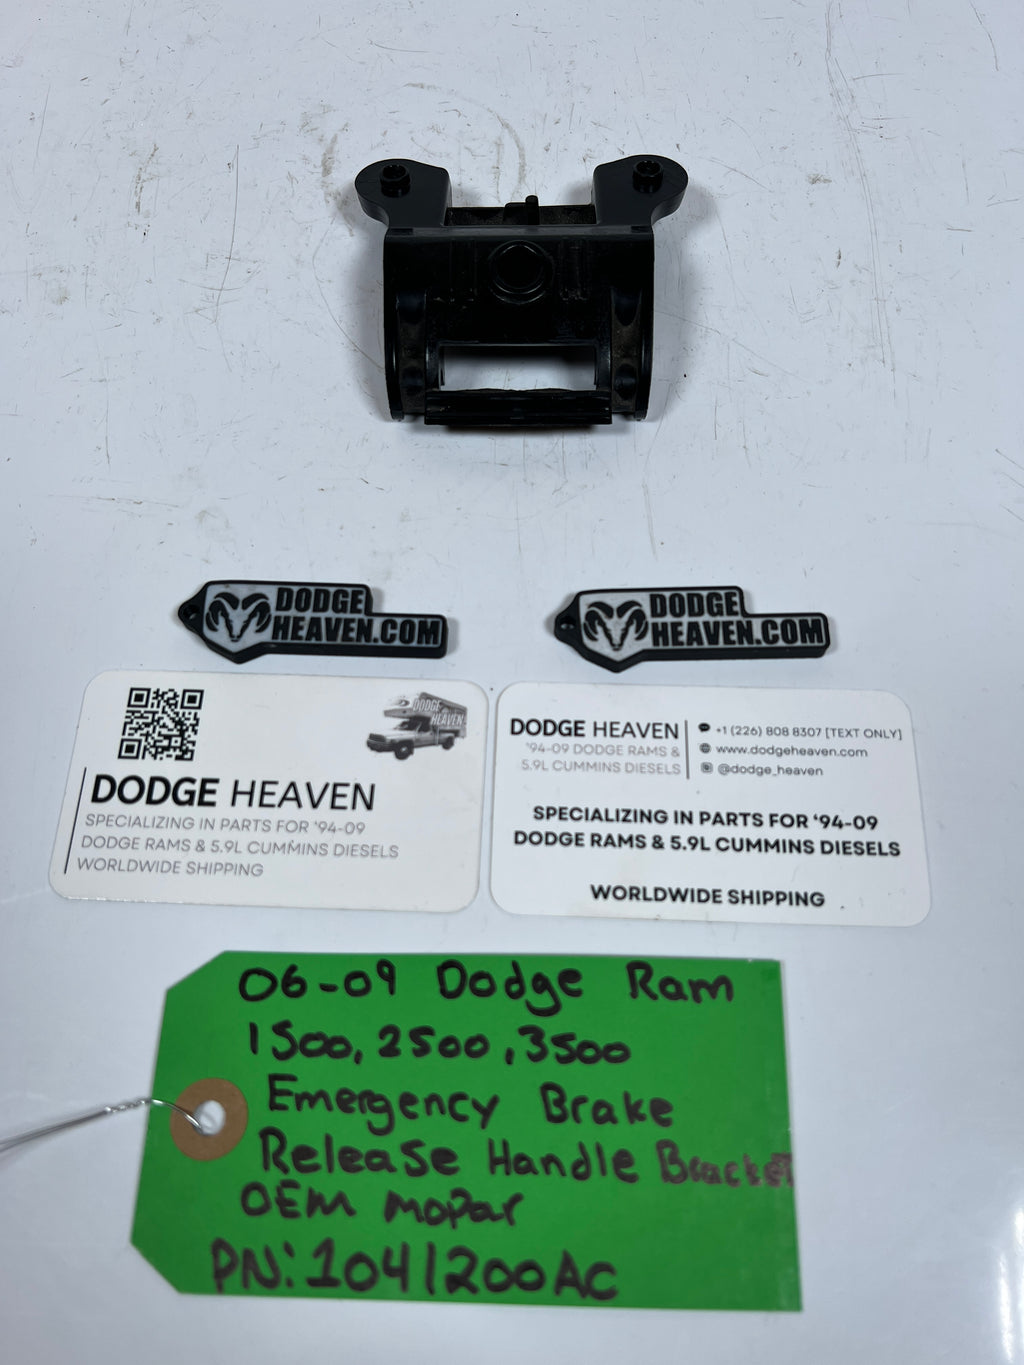 DODGE
HEAVEN.COM
DODGE
HEAVEN.COM
DODGE
HEAVEN
DODGE HEAVEN
SPECIALIZING IN PARTS FOR '94-09
DODGE RAMS & 5.9L CUMMINS DIESELS
WORLDWIDE SHIPPING
DODGE HEAVEN
'94-09 DODGE RAMS &
5.9L CUMMINS DIESELS
+1 (226) 808 8307 [TEXT ONLY]
www.dodgeheaven.com
@dodge_heaven
SPECIALIZING IN PARTS FOR '94-09
DODGE RAMS & 5.9L CUMMINS DIESELS
WORLDWIDE SHIPPING
06-09 Dodge Ram
1500, 2500, 3500
Emergency Brake
Release Handle Bracket
OEM mopar
PN: 1041200AC